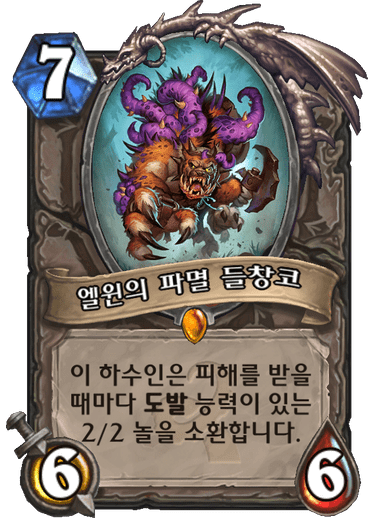 7
엘윈의 파멸 들창코
이 하수인은 피해를 받을
때마다 도발 능력이 있는
2/2 놀을 소환합니다.
6
6